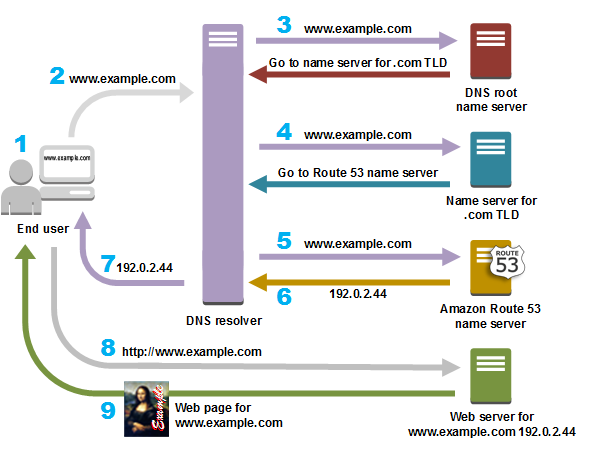 1
www.example.com
End user
2 www.example.com
DNS resolver
3 www.example.com
Go to name server for .com TLD
DNS root
name server
4 www.example.com
Go to Route 53 name server
Name server for
.com TLD
5 www.example.com
6 192.0.2.44
ROUTE
53
Amazon Route 53
name server
7 192.0.2.44
8 http://www.example.com
9 Example
Web page for
www.example.com
Web server for
www.example.com 192.0.2.44